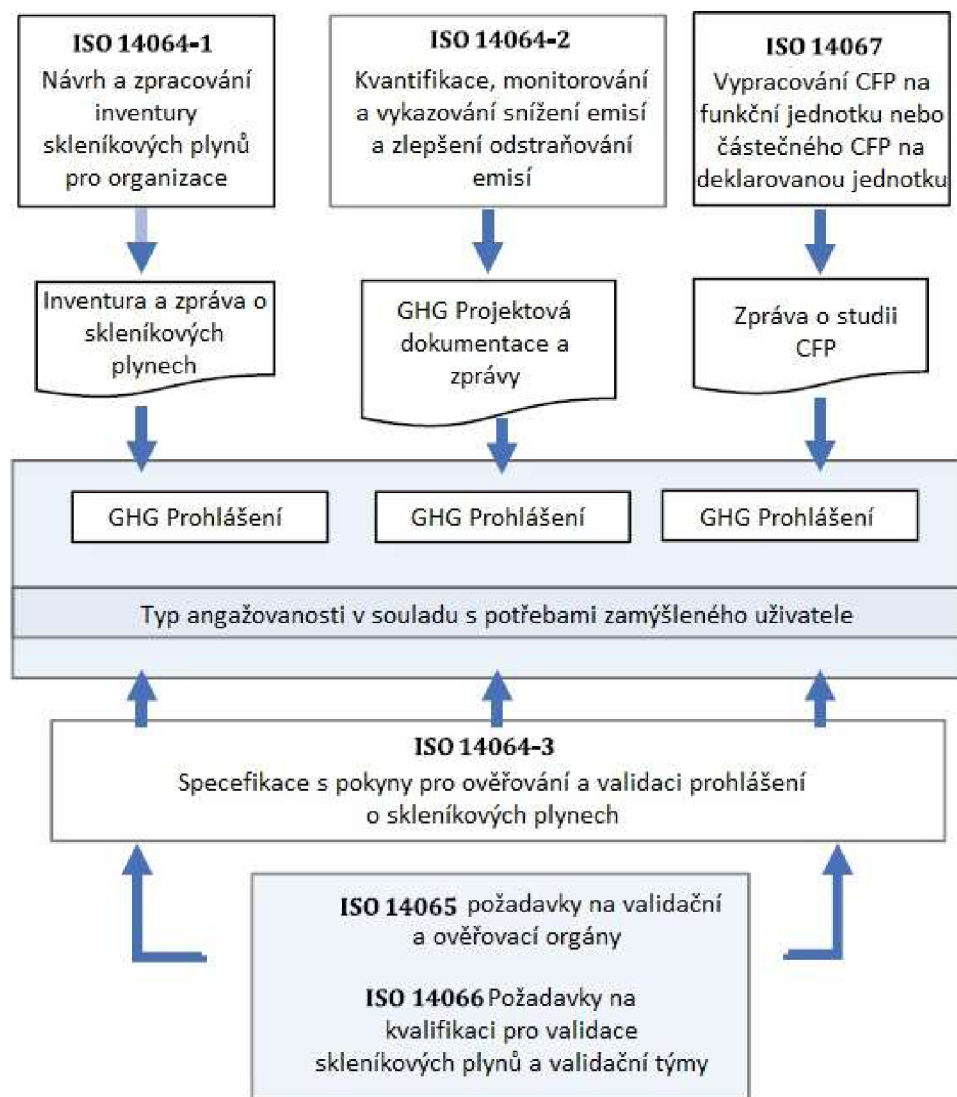 ISO 14064-1
Návrh a zpracování
inventury
skleníkových plynů
pro organizace
ISO 14064-2
Kvantifikace, monitorování
a vykazování snížení emisí
a zlepšení odstraňování
emisí
ISO 14067
Vypracování CFP na
funkční jednotku nebo
částečného CFP na
deklarovanou jednotku
Inventura a zpráva o
skleníkových
plynech
GHG Projektová
dokumentace a
zprávy
Zpráva o studii
CFP
GHG Prohlášení
GHG Prohlášení
GHG Prohlášení
Typ angažovanosti v souladu s potřebami zamýšleného uživatele
ISO 14064-3
Specefikace s pokyny pro ověřování a validaci prohlášení
o skleníkových plynech
ISO 14065 požadavky na validační
a ověřovací orgány
ISO 14066 Požadavky na
kvalifikaci pro validace
skleníkových plynů a validační týmy